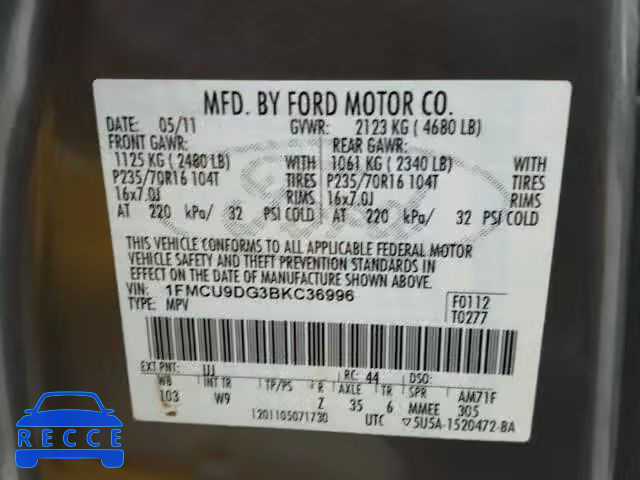 MFD. BY FORD MOTOR CO.
DATE: 05/11 GVWR: 2123 KG ( 4680 LB)
FRONT GAWR: REAR GAWR:
1125 KG ( 2480 LB) WITH 1061 KG ( 2340 LB) WITH
P235/70R16 104T TIRES P235/70R16 104T TIRES
16x7.0J RIMS 16x7.0J RIMS
AT 220 kPa/ 32 PSI COLD AT 220 kPa/ 32 PSI COLD
THIS VEHICLE CONFORMS TO ALL APPLICABLE FEDERAL MOTOR
VEHICLE SAFETY AND THEFT PREVENTION STANDARDS IN
EFFECT ON THE DATE OF MANUFACTURE SHOWN ABOVE.
VIN: 1FMCU9DG3BKC36996 F0112
TYPE: MPV T0277
EXT PNT: UJ RC: 44 DSO:
WB INT TR TP/PS R AXLE TR SPR AM71F
103 W9 Z 35 6 MMEE 305
1201105071730 UTC ▽5U5A-1520472-BA
RECCE